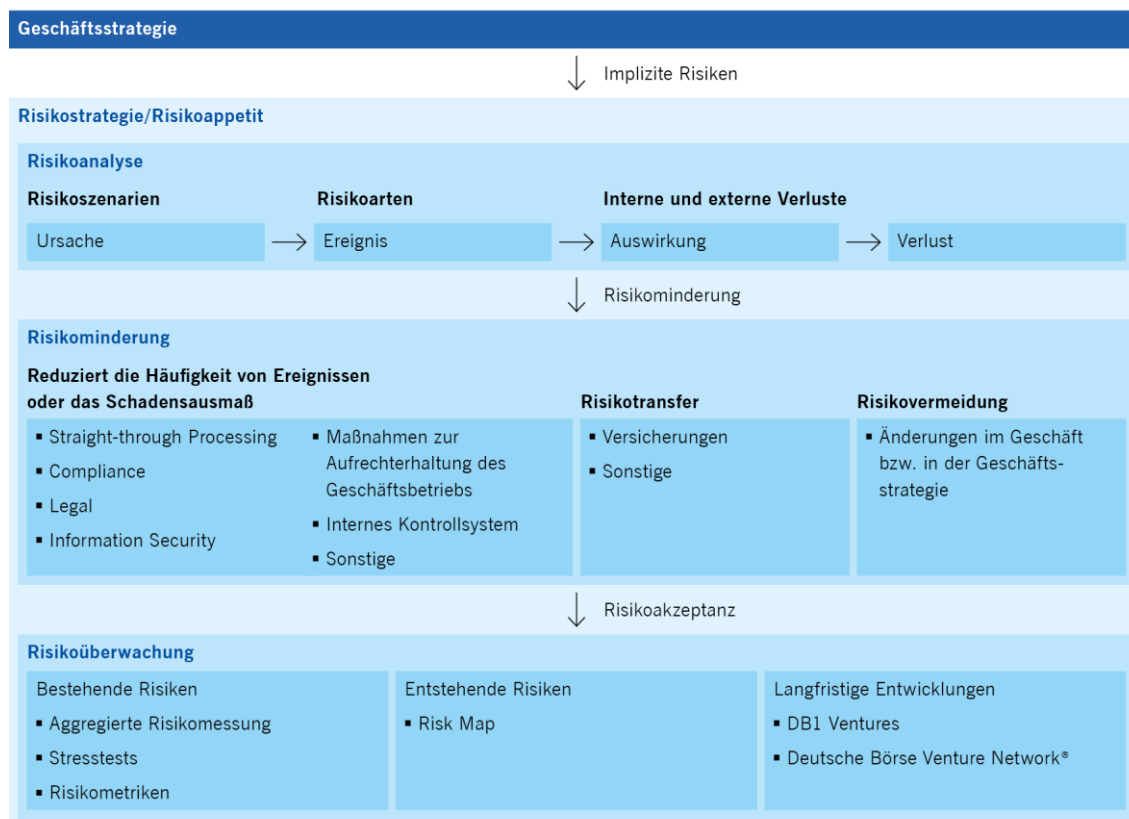 Geschäftsstrategie
Implizite Risiken
Risikostrategie/Risikoappetit
Risikoanalyse
Risikoszenarien
Risikoarten
Interne und externe Verluste
Ursache
Ereignis
Auswirkung
Verlust
Risikominderung
Risikominderung
Reduziert die Häufigkeit von Ereignissen
oder das Schadensausmaß
▪ Straight-through Processing
▪ Compliance
▪ Legal
▪ Information Security
▪ Maßnahmen zur
Aufrechterhaltung des
Geschäftsbetriebs
▪ Internes Kontrollsystem
▪ Sonstige
Risikotransfer
▪ Versicherungen
▪ Sonstige
Risikovermeidung
▪ Änderungen im Geschäft
bzw. in der Geschäfts-
strategie
Risikoakzeptanz
Risikoüberwachung
Bestehende Risiken
▪ Aggregierte Risikomessung
▪ Stresstests
▪ Risikometriken
Entstehende Risiken
▪ Risk Map
Langfristige Entwicklungen
▪ DB1 Ventures
▪ Deutsche Börse Venture Network®